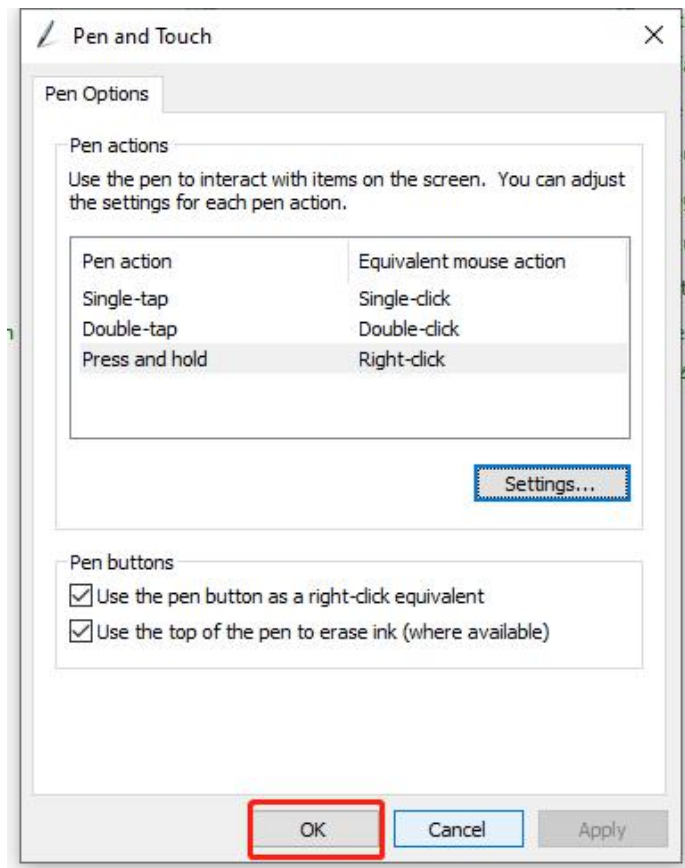 Pen and Touch
Pen Options
Pen actions
Use the pen to interact with items on the screen.  You can adjust
the settings for each pen action.
Pen action Equivalent mouse action
Single-tap Single-click
Double-tap Double-click
Press and hold Right-click
Settings...
Pen buttons
Use the pen button as a right-click equivalent
Use the top of the pen to erase ink (where available)
OK Cancel Apply